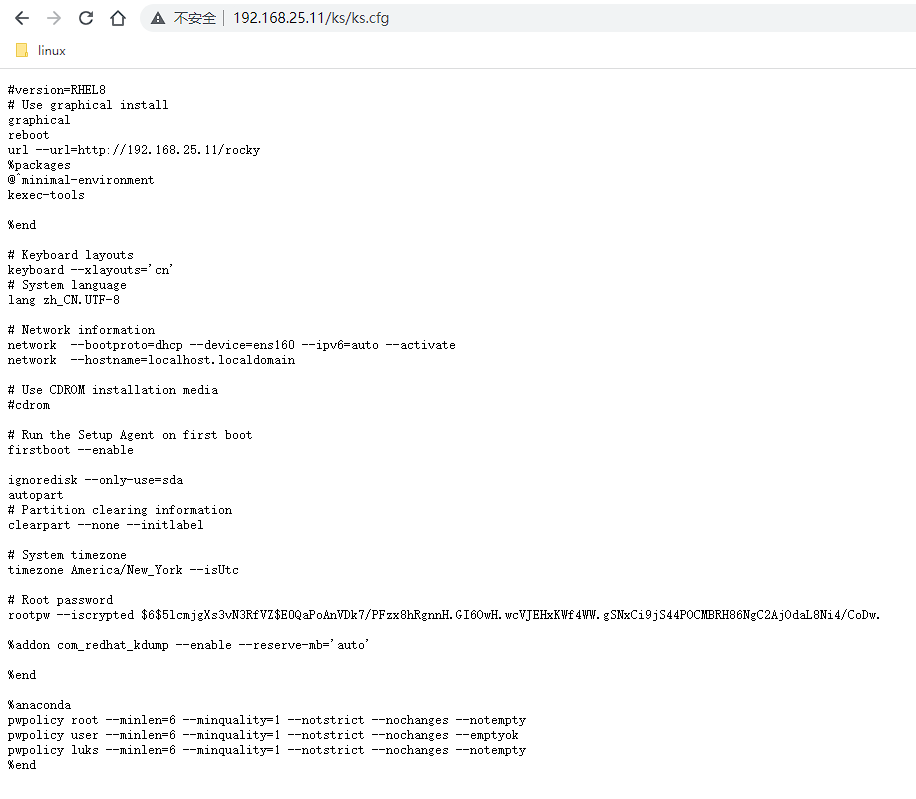 不安全 192.168.25.11/ks/ks.cfg
linux
#version=RHEL8
# Use graphical install
graphical
reboot
url --url=http://192.168.25.11/rocky
%packages
@^minimal-environment
kexec-tools
%end
# Keyboard layouts
keyboard --xlayouts='cn'
# System language
lang zh_CN.UTF-8
# Network information
network  --bootproto=dhcp --device=ens160 --ipv6=auto --activate
network  --hostname=localhost.localdomain
# Use CDROM installation media
#cdrom
# Run the Setup Agent on first boot
firstboot --enable
ignoredisk --only-use=sda
autopart
# Partition clearing information
clearpart --none --initlabel
# System timezone
timezone America/New_York --isUtc
# Root password
rootpw --iscrypted $6$5lcmjgXs3vN3RfVZ$EOQaPoAnVDk7/PFzx8hRgnnH.GI6OwH.wcVJEHxKWf4WW.gSNxCi9jS44POCMBRH86NgC2AjOdaL8Ni4/CoDw.
%addon com_redhat_kdump --enable --reserve-mb='auto'
%end
%anaconda
pwpolicy root --minlen=6 --minquality=1 --notstrict --nochanges --notempty
pwpolicy user --minlen=6 --minquality=1 --notstrict --nochanges --emptyok
pwpolicy luks --minlen=6 --minquality=1 --notstrict --nochanges --notempty
%end